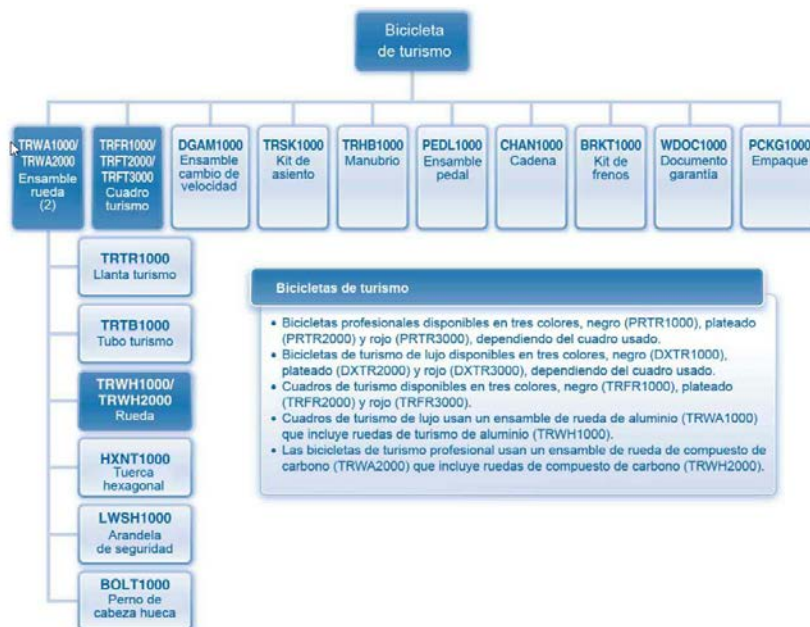 Bicicleta
de turismo
TRWA1000/
TRWA2000
Ensamble
rueda
(2)
TRFR1000/
TRFT2000/
TRFT3000
Cuadro
turismo
DGAM1000
Ensamble
cambio de
velocidad
TRSK1000
Kit de
asiento
TRHB1000
Manubrio
PEDL1000
Ensamble
pedal
CHAN1000
Cadena
BRKT1000
Kit de
frenos
WDOC1000
Documento
garantía
PCKG1000
Empaque
TRTR1000
Llanta turismo
TRTB1000
Tubo turismo
TRWH1000/
TRWH2000
Rueda
HXNT1000
Tuerca
hexagonal
LWSH1000
Arandela
de seguridad
BOLT1000
Perno de
cabeza hueca
Bicicletas de turismo
• Bicicletas profesionales disponibles en tres colores, negro (PRTR1000), plateado
(PRTR2000) y rojo (PRTR3000), dependiendo del cuadro usado.
• Bicicletas de turismo de lujo disponibles en tres colores, negro (DXTR1000),
plateado (DXTR2000) y rojo (DXTR3000), dependiendo del cuadro usado.
• Cuadros de turismo disponibles en tres colores, negro (TRFR1000), plateado
(TRFR2000) y rojo (TRFR3000).
• Cuadros de turismo de lujo usan un ensamble de rueda de aluminio (TRWA1000)
que incluye ruedas de turismo de aluminio (TRWH1000).
• Las bicicletas de turismo profesional usan un ensamble de rueda de compuesto de
carbono (TRWA2000) que incluye ruedas de compuesto de carbono (TRWH2000).